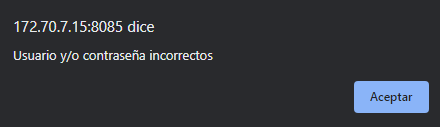 172.70.7.15:8085 dice
Usuario y/o contraseña incorrectos
Aceptar